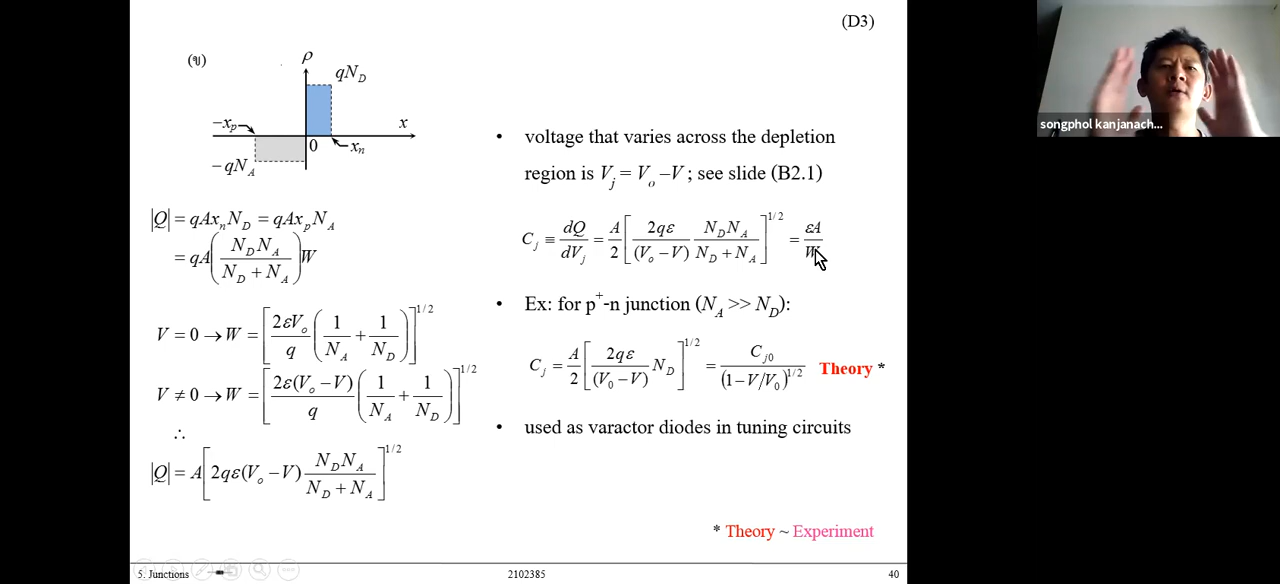 (D3)
(ข)
ρ
qN_D
-x_p
x
0
x_n
-qN_A
|Q| = qAx_nN_D = qAx_pN_A
= qA(N_DN_A / (N_D + N_A))W
V = 0 → W = [2εV_o / q (1/N_A + 1/N_D)]^1/2
V ≠ 0 → W = [2ε(V_o − V) / q (1/N_A + 1/N_D)]^1/2
∴
|Q| = A[2qε(V_o − V) N_DN_A / (N_D + N_A)]^1/2
• voltage that varies across the depletion
region is V_j = V_o − V; see slide (B2.1)
C_j ≡ dQ/dV_j = A/2 [2qε / (V_o − V) N_DN_A / (N_D + N_A)]^1/2 = εA/W
• Ex: for p^+-n junction (N_A >> N_D):
C_j = A/2 [2qε / (V_0 − V) N_D]^1/2 = C_j0 / (1 − V/V_0)^1/2 Theory *
• used as varactor diodes in tuning circuits
* Theory ~ Experiment
5. Junctions
2102385
40
songphol kanjanach...